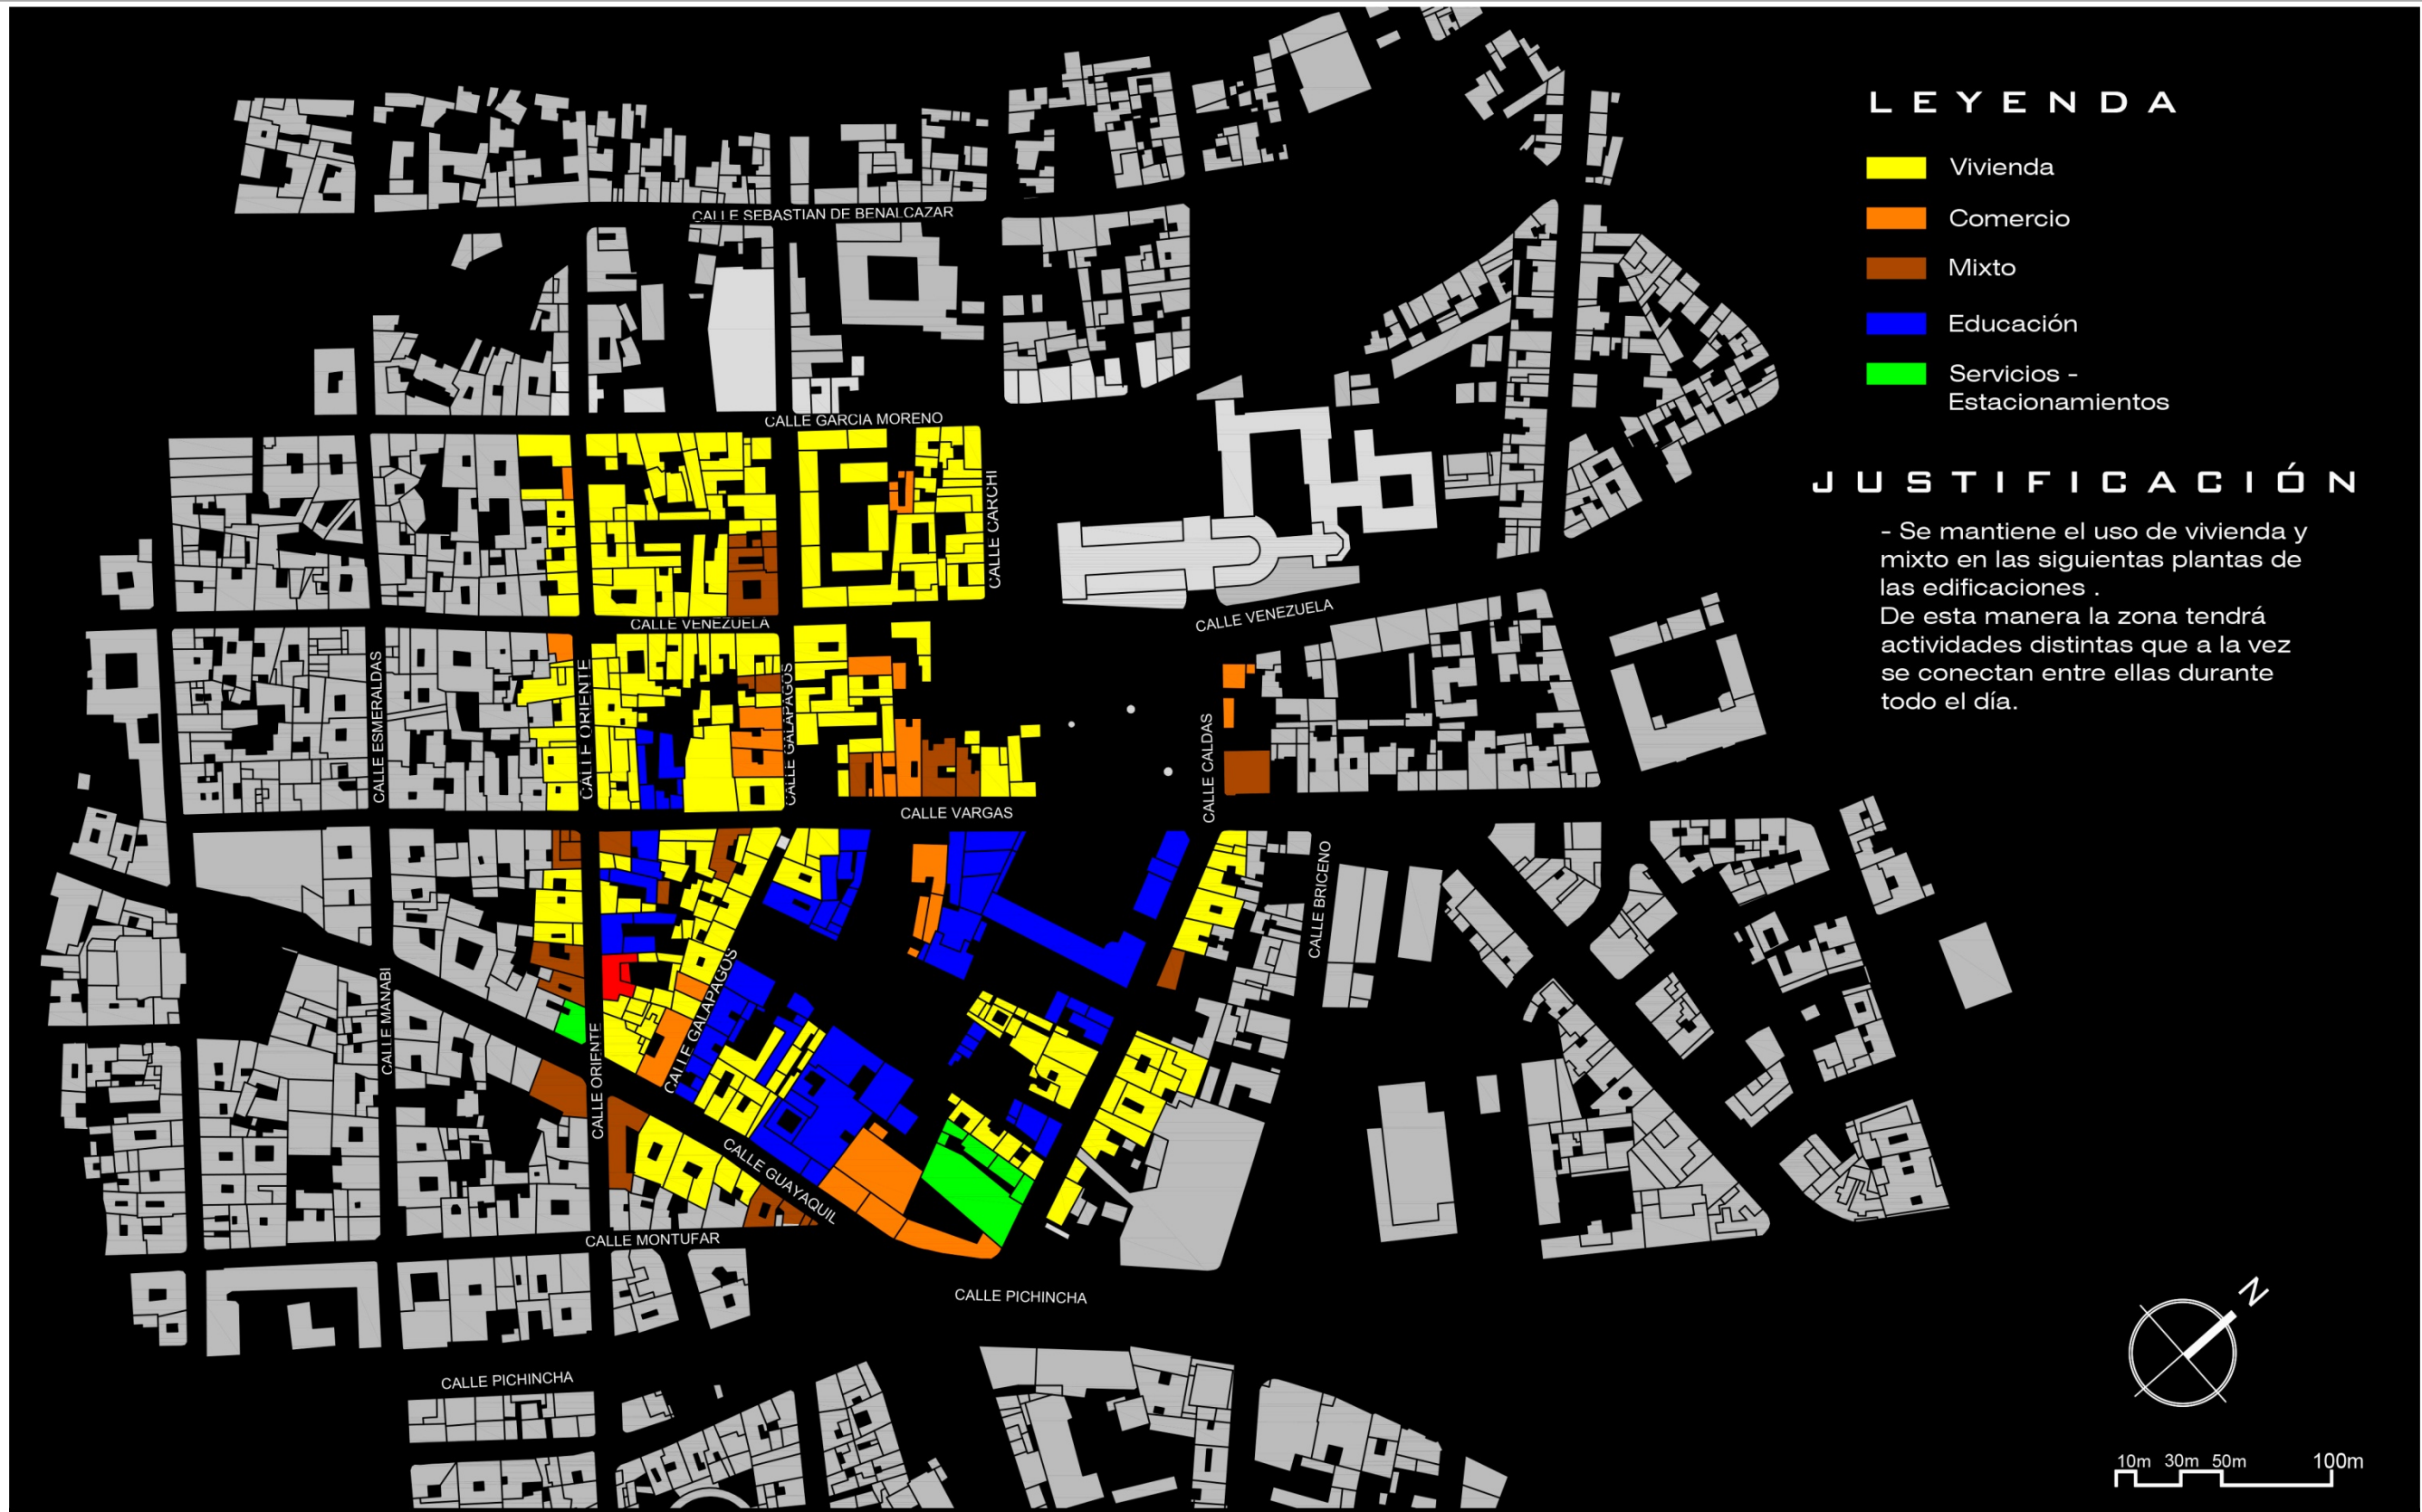 LEYENDA
Vivienda
Comercio
Mixto
Educación
Servicios -
Estacionamientos
JUSTIFICACIÓN
- Se mantiene el uso de vivienda y
mixto en las siguientas plantas de
las edificaciones .
De esta manera la zona tendrá
actividades distintas que a la vez
se conectan entre ellas durante
todo el día.
CALLE SEBASTIAN DE BENALCAZAR
CALLE GARCIA MORENO
CALLE CARCHI
CALLE VENEZUELA
CALLE VENEZUELA
CALLE ESMERALDAS
CALLE ORIENTE
CALLE GALAPAGOS
CALLE CALDAS
CALLE VARGAS
CALLE BRICENO
CALLE MANABI
CALLE ORIENTE
CALLE GALAPAGOS
CALLE GUAYAQUIL
CALLE MONTUFAR
CALLE PICHINCHA
CALLE PICHINCHA
N
10m 30m 50m 100m